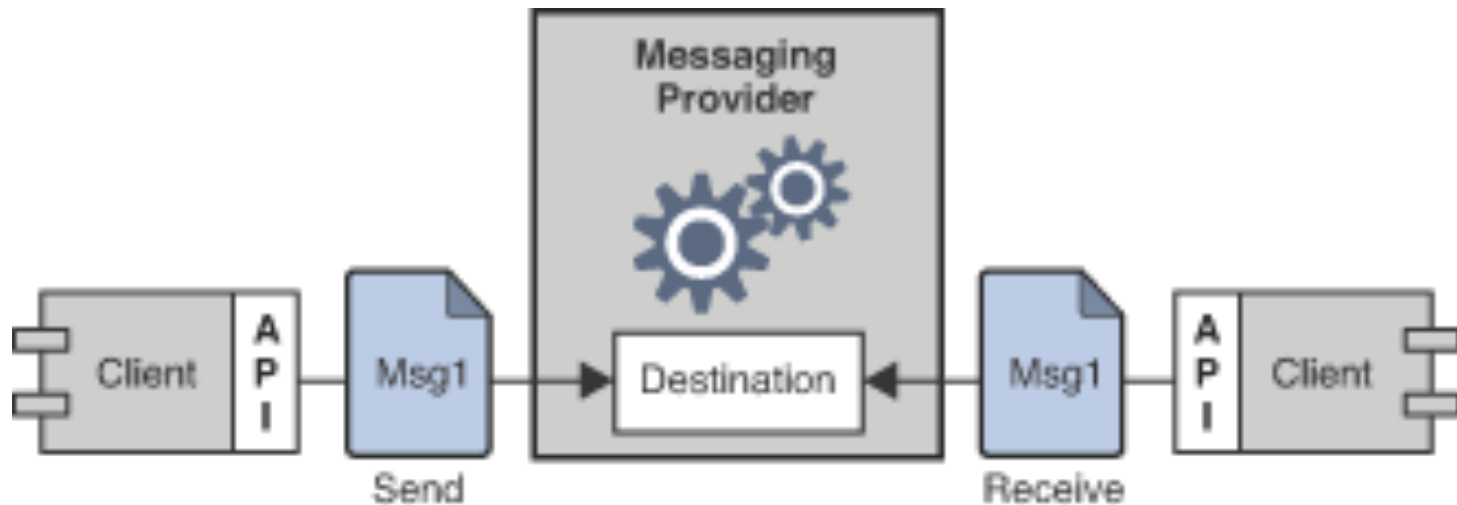 Messaging
Provider
Client
A
P
I
Msg1
Send
Destination
Msg1
Receive
A
P
I
Client